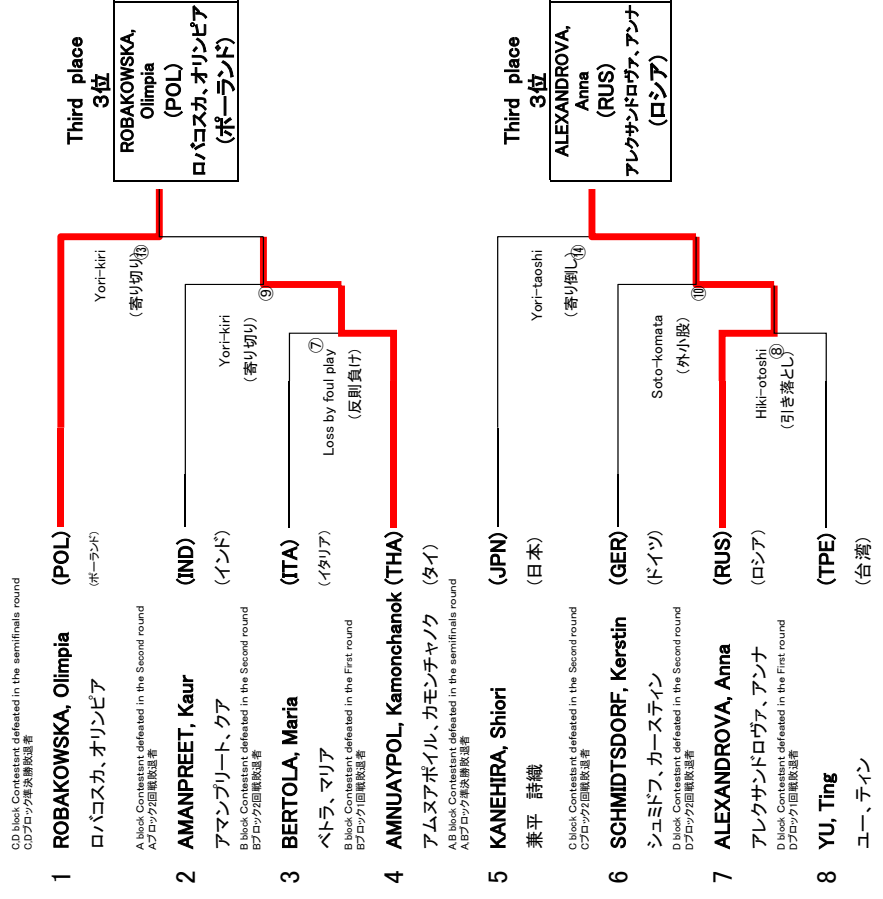 C,D block Contestsnt defeated in the semifinals round
C,Dブロック準決勝敗退者
1 ROBAKOWSKA, Olimpia (POL)
ロバコスカ、オリンピア (ポーランド)
A block Contestsnt defeated in the Second round
Aブロック2回戦敗退者
2 AMANPREET, Kaur (IND)
アマンプリート、クア (インド)
B block Contestsnt defeated in the Second round
Bブロック2回戦敗退者
3 BERTOLA, Maria (ITA)
ベトラ、マリア (イタリア)
B block Contestsnt defeated in the First round
Bブロック1回戦敗退者
4 AMNUAYPOL, Kamonchanok (THA)
アムヌアポイル、カモンチャノク (タイ)
A,B block Contestsnt defeated in the semifinals round
A,Bブロック準決勝敗退者
5 KANEHIRA, Shiori (JPN)
兼平 詩織 (日本)
C block Contestsnt defeated in the Second round
Cブロック2回戦敗退者
6 SCHMIDTSDORF, Kerstin (GER)
シュミドフ、カースティン (ドイツ)
D block Contestsnt defeated in the Second round
Dブロック2回戦敗退者
7 ALEXANDROVA, Anna (RUS)
アレクサンドロヴァ、アンナ (ロシア)
D block Contestsnt defeated in the First round
Dブロック1回戦敗退者
8 YU, Ting (TPE)
ユー、ティン (台湾)
Yori-kiri
(寄り切り)
⑬
Yori-kiri
(寄り切り)
⑨
⑦
Loss by foul play
(反則負け)
Yori-taoshi
(寄り倒し)
⑭
Soto-komata
(外小股)
⑩
Hiki-otoshi
⑧
(引き落とし)
Third place
3位
ROBAKOWSKA,
Olimpia
(POL)
ロバコスカ、オリンピア
(ポーランド)
Third place
3位
ALEXANDROVA,
Anna
(RUS)
アレクサンドロヴァ、アンナ
(ロシア)